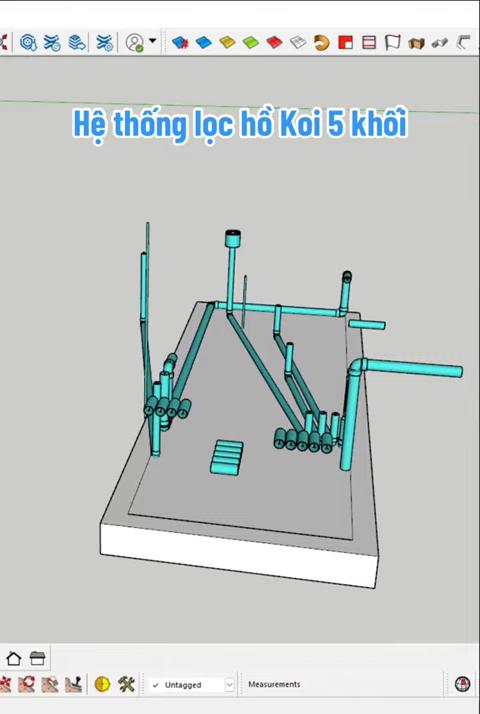 Hệ thống lọc hồ Koi 5 khối
Untagged
Measurements